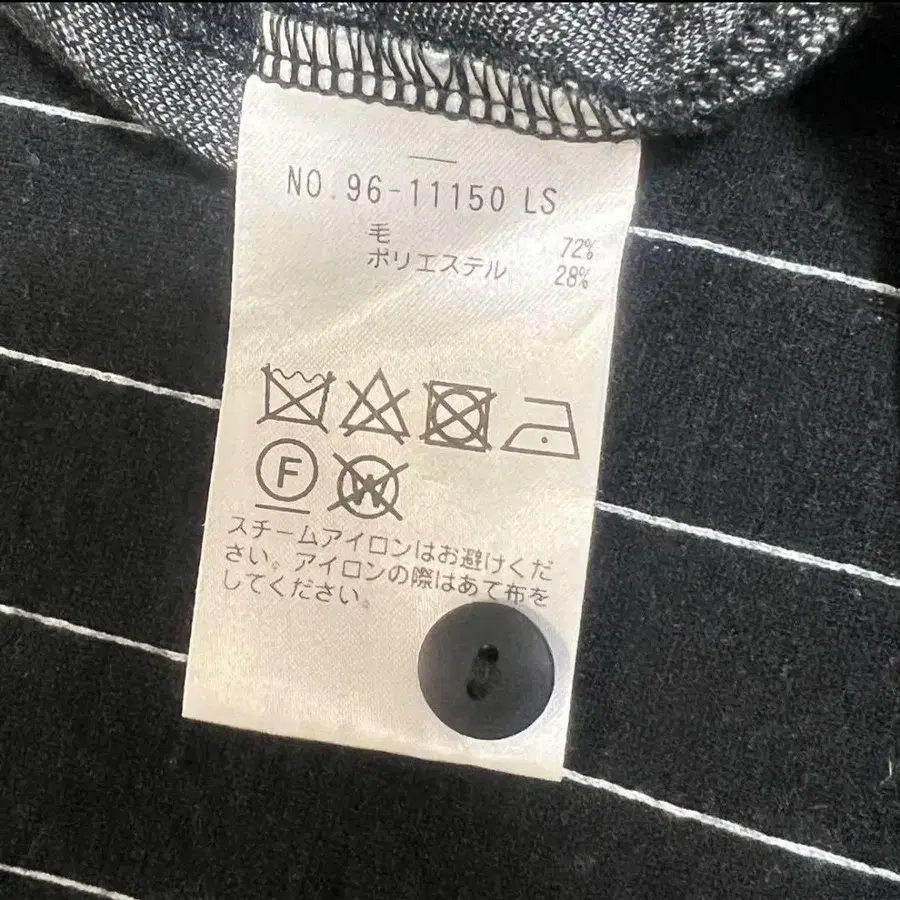 NO.96-11150 LS
毛 72%
ポリエステル 28%
F W
スチームアイロンはお避けくだ
さい。アイロンの際はあて布を
してください。